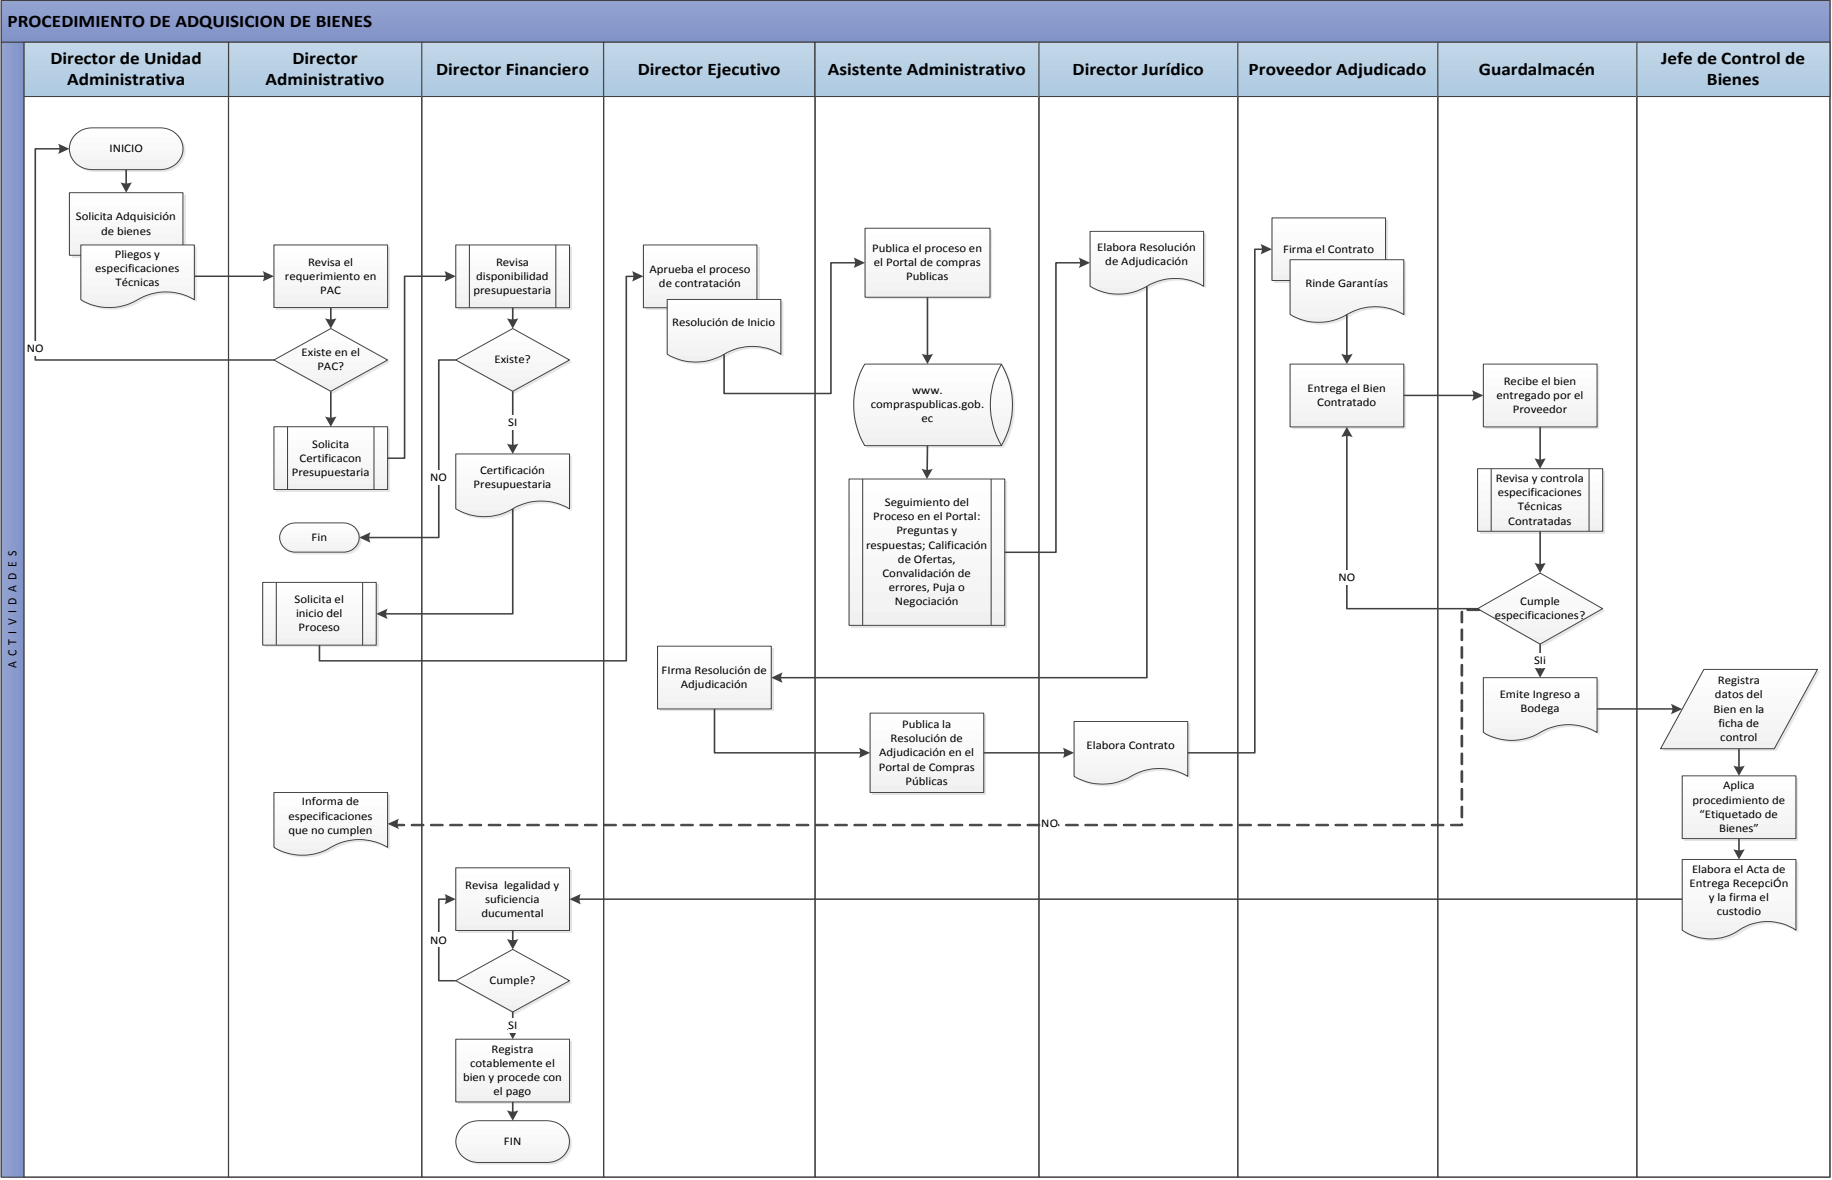 PROCEDIMIENTO DE ADQUISICION DE BIENES
ACTIVIDADES
Director de Unidad
Administrativa
Director
Administrativo
Director Financiero
Director Ejecutivo
Asistente Administrativo
Director Jurídico
Proveedor Adjudicado
Guardalmacén
Jefe de Control de
Bienes
INICIO
Solicita Adquisición
de bienes
Pliegos y
especificaciones
Técnicas
NO
Revisa el
requerimiento en
PAC
Existe en el
PAC?
Solicita
Certificacon
Presupuestaria
Fin
Solicita el
inicio del
Proceso
Informa de
especificaciones
que no cumplen
Revisa
disponibilidad
presupuestaria
Existe?
SI
NO
Certificación
Presupuestaria
Revisa legalidad y
suficiencia
ducumental
NO
Cumple?
SI
Registra
cotablemente el
bien y procede con
el pago
FIN
Aprueba el proceso
de contratación
Resolución de Inicio
FIrma Resolución de
Adjudicación
Publica el proceso en
el Portal de compras
Publicas
www.
compraspublicas.gob.
ec
Seguimiento del
Proceso en el Portal:
Preguntas y
respuestas; Calificación
de Ofertas,
Convalidación de
errores, Puja o
Negociación
Publica la
Resolución de
Adjudicación en el
Portal de Compras
Públicas
Elabora Resolución
de Adjudicación
Elabora Contrato
NO
Firma el Contrato
Rinde Garantías
Entrega el Bien
Contratado
NO
Recibe el bien
entregado por el
Proveedor
Revisa y controla
especificaciones
Técnicas
Contratadas
Cumple
especificaciones?
SIi
Emite Ingreso a
Bodega
Registra
datos del
Bien en la
ficha de
control
Aplica
procedimiento de
“Etiquetado de
Bienes”
Elabora el Acta de
Entrega RecepciÓn
y la firma el
custodio